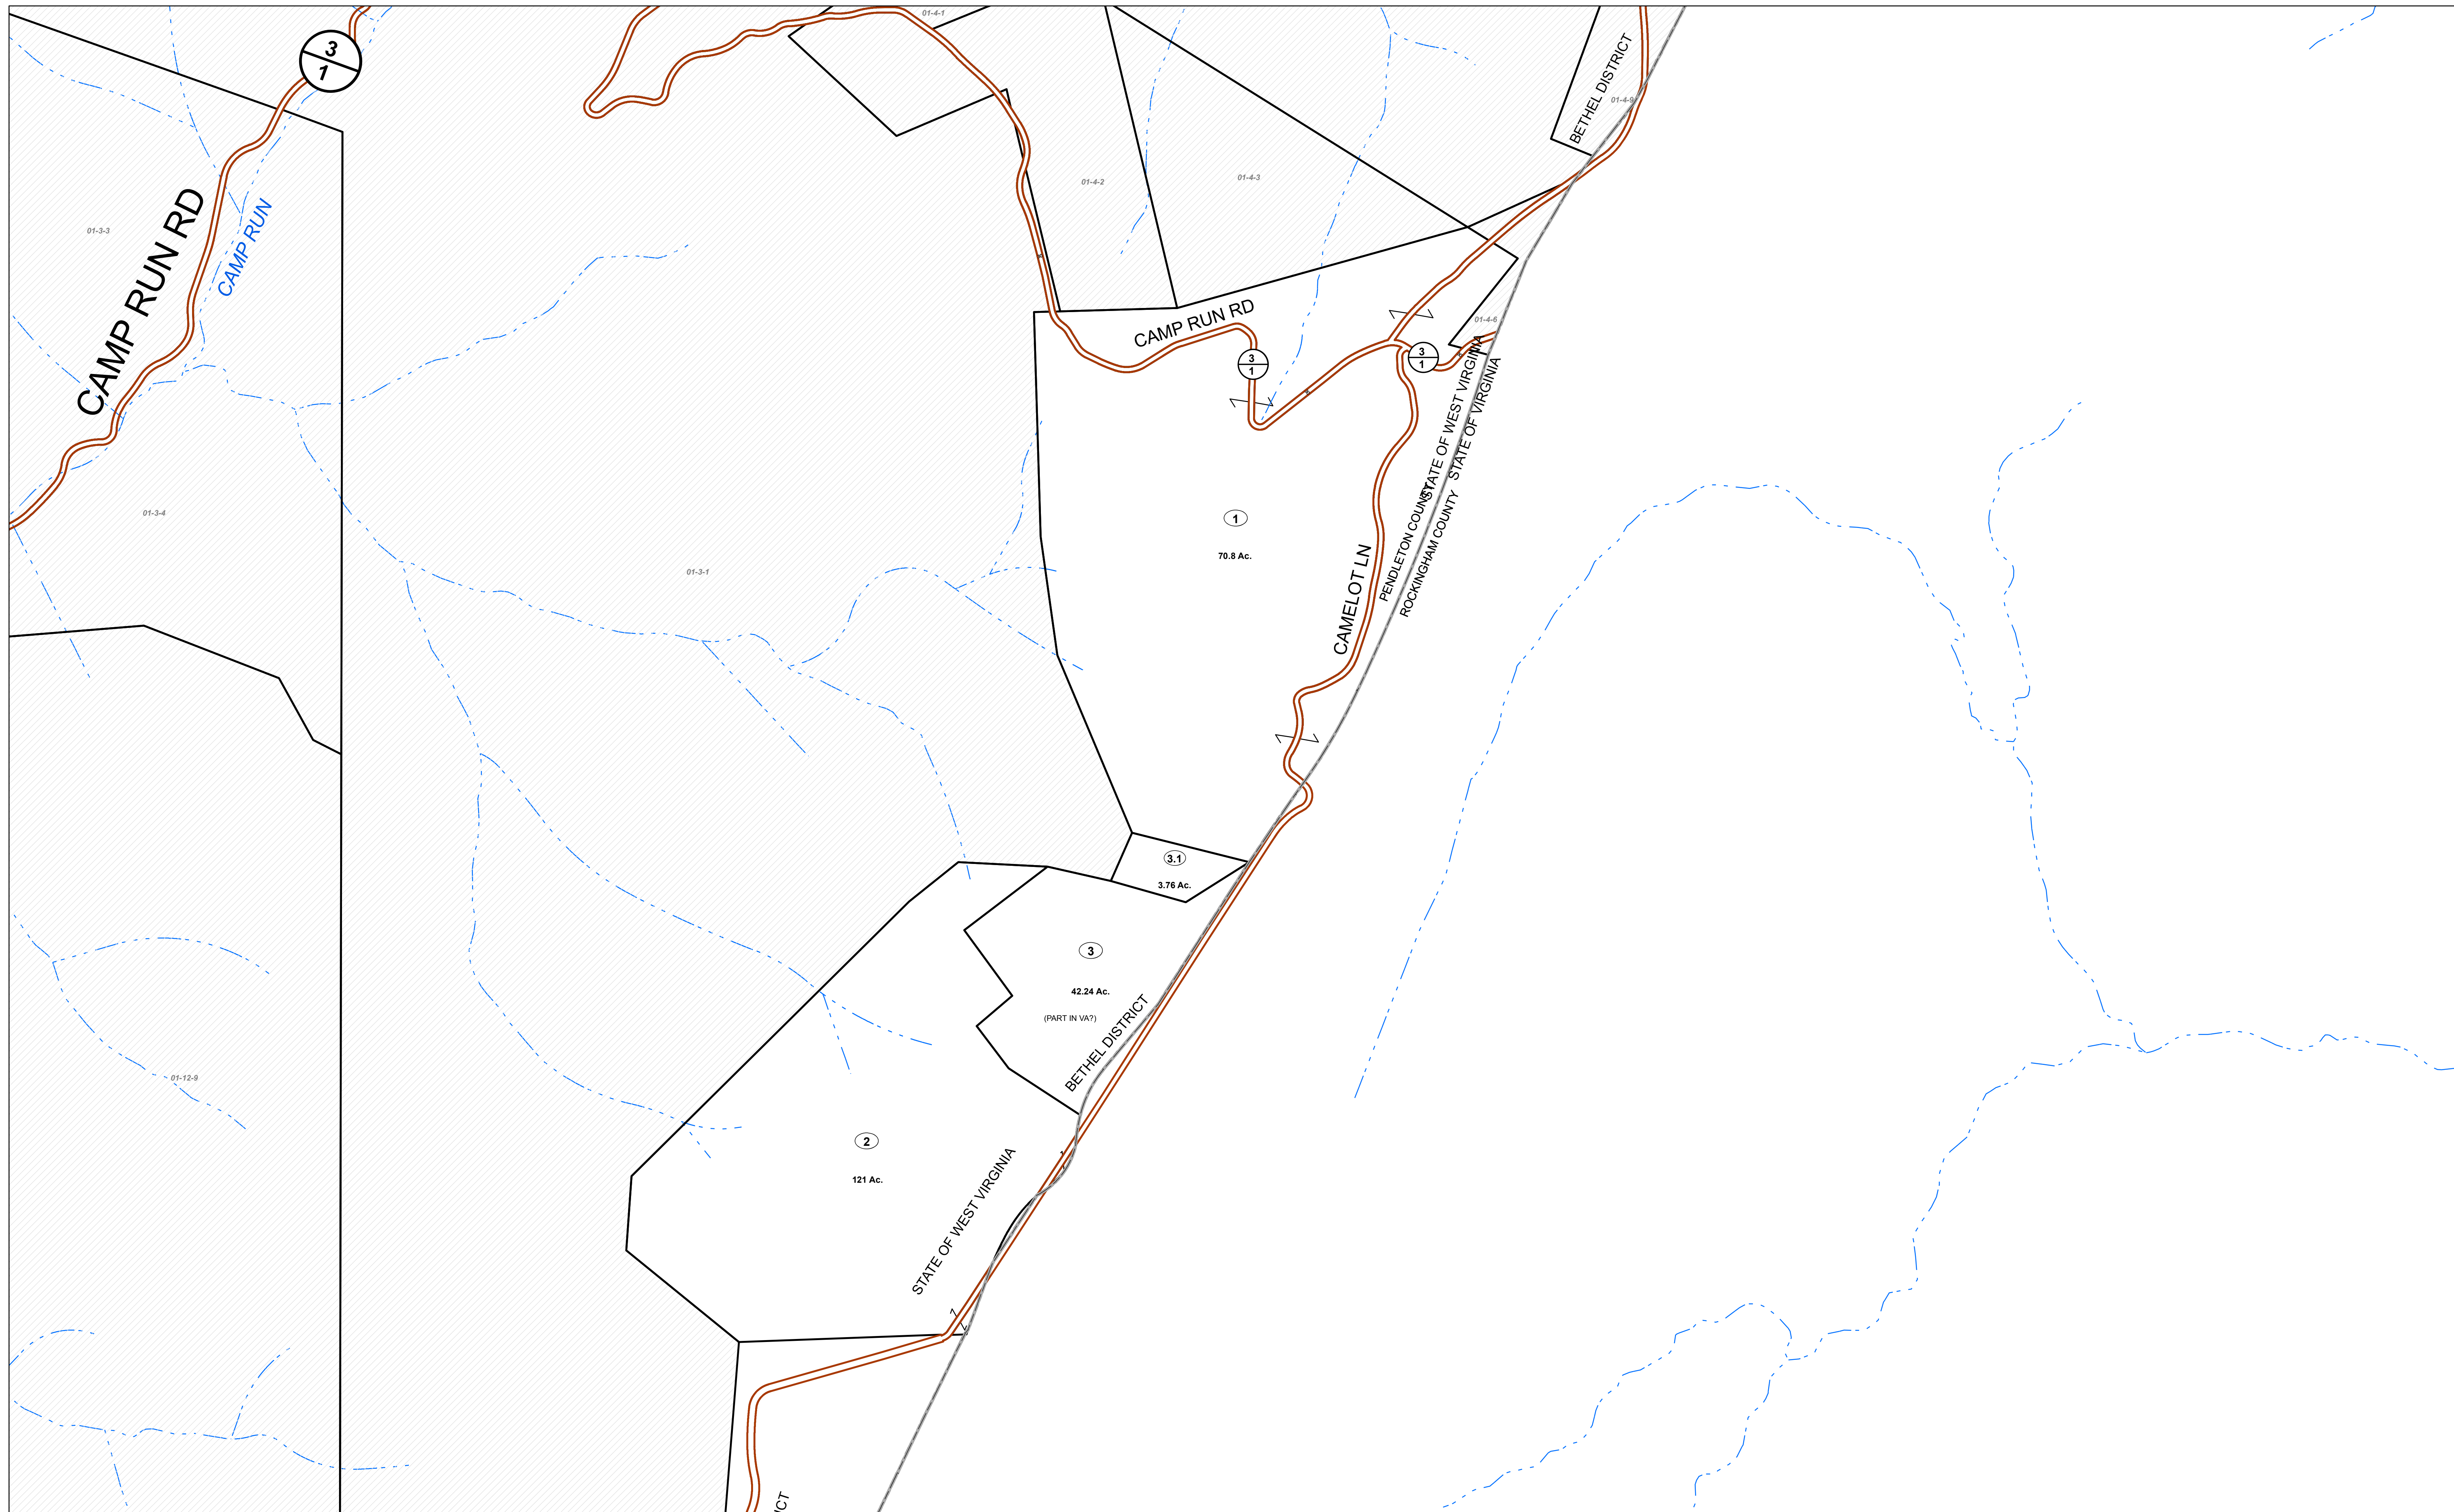 01-4-1
3
1
BETHEL DISTRICT
01-4-9
01-4-2
01-4-3
01-3-3
CAMP RUN RD
CAMP RUN
CAMP RUN RD
01-4-6
3
1
3
1
STATE OF WEST VIRGINIA
STATE OF VIRGINIA
PENDLETON COUNTY
ROCKINGHAM COUNTY
01-3-4
1
70.8 Ac.
01-3-1
CAMELOT LN
3.1
3.76 Ac.
3
42.24 Ac.
(PART IN VA?)
BETHEL DISTRICT
01-12-9
2
121 Ac.
STATE OF WEST VIRGINIA
ICT